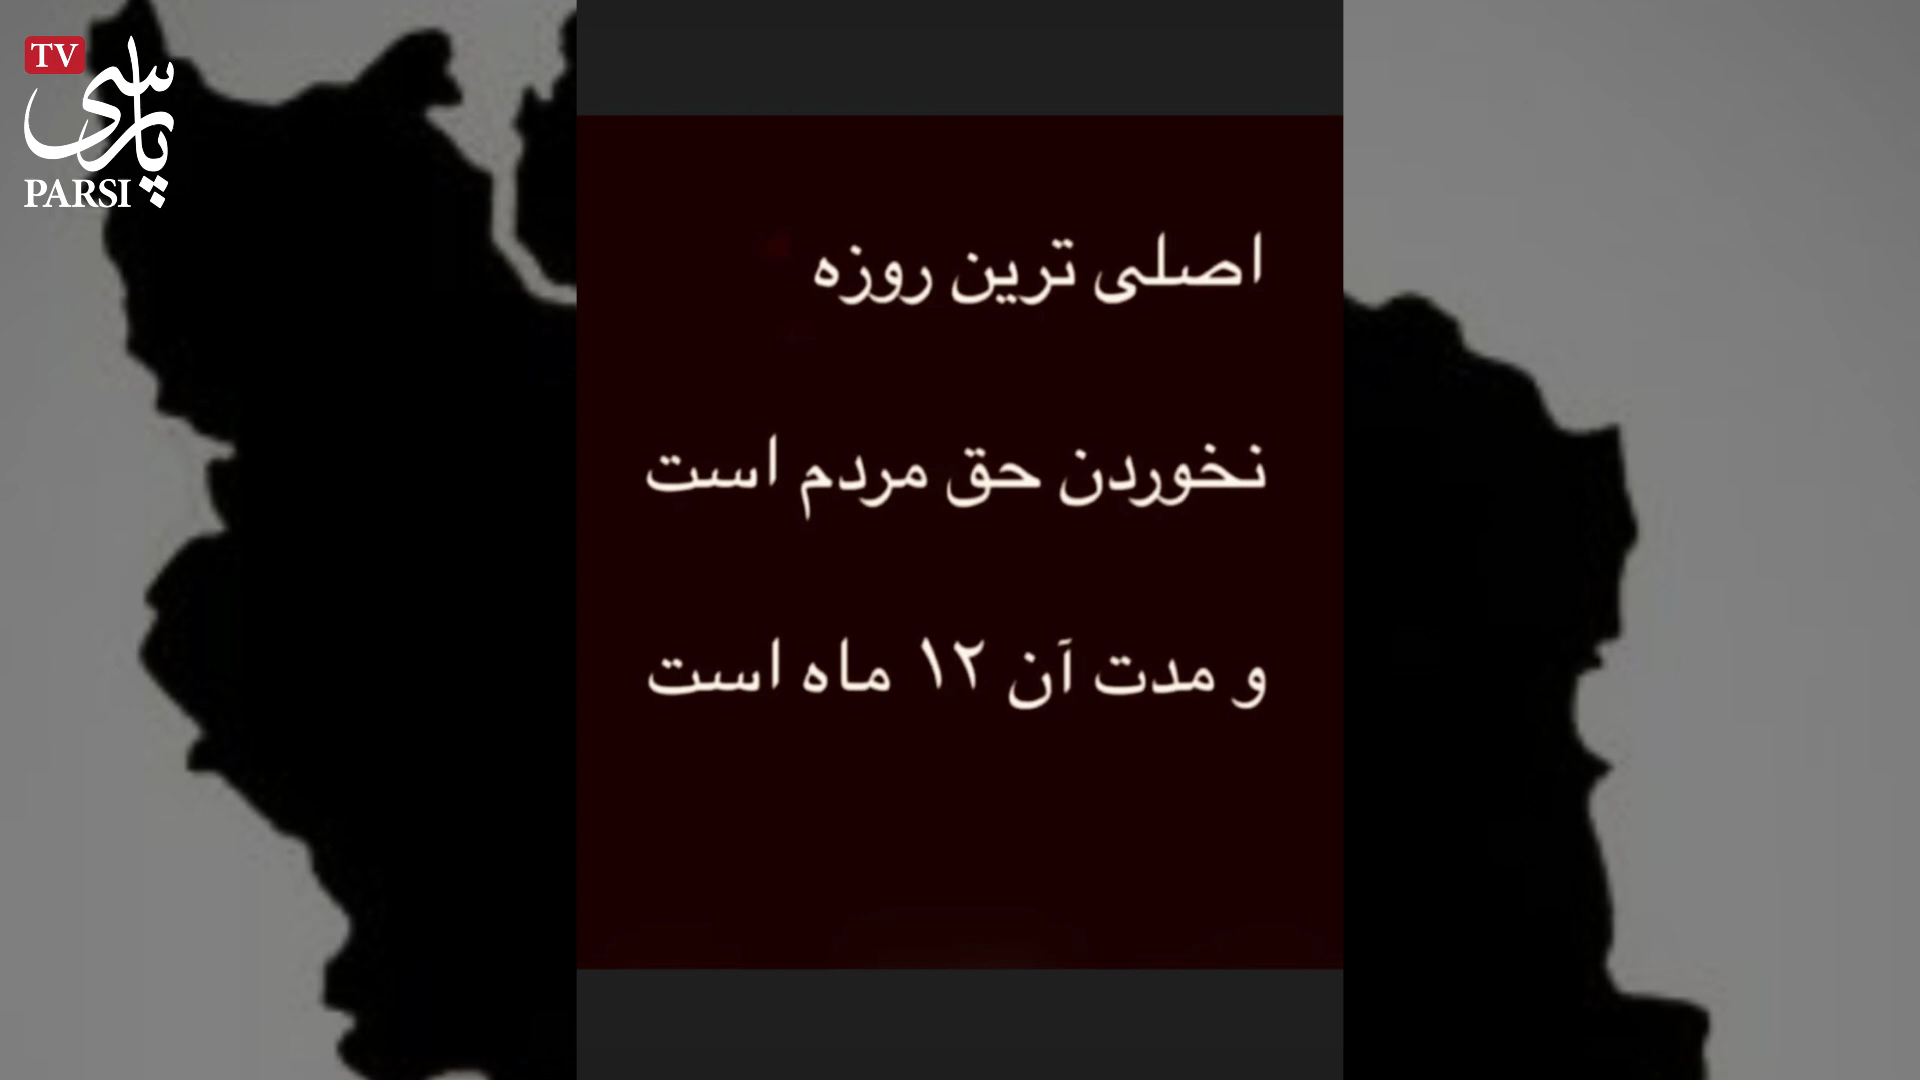 TV
پارسی
PARSI
اصلی ترین روزه
نخوردن حق مردم است
و مدت آن ۱۲ ماه است